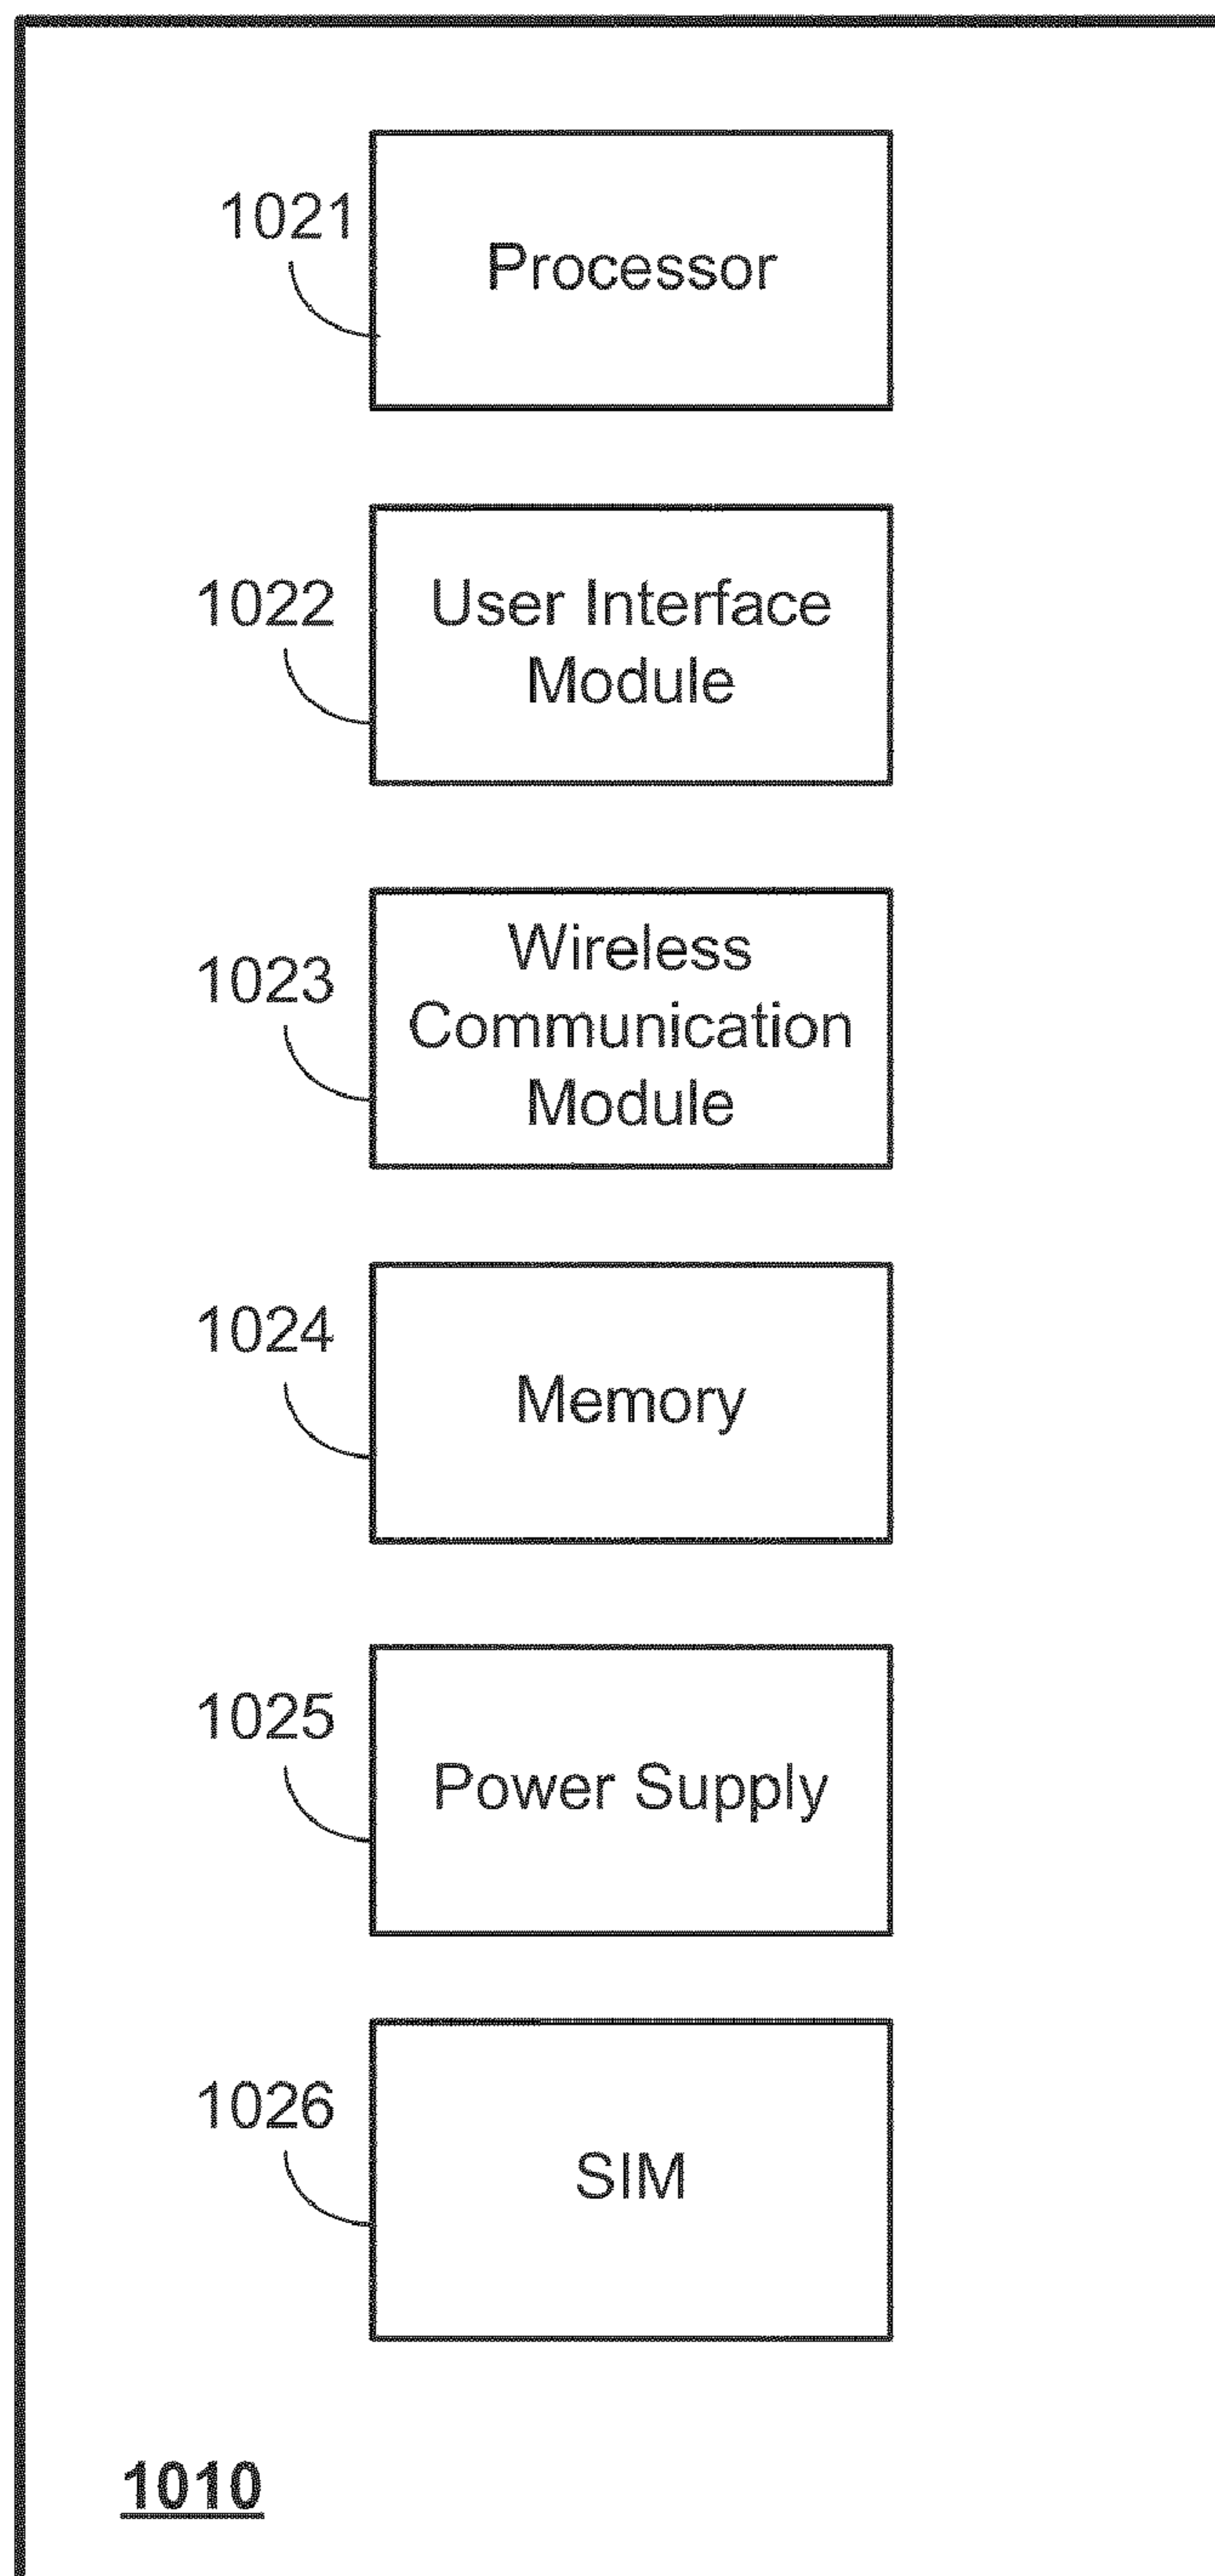 1021
Processor
1022
User Interface
Module
1023
Wireless
Communication
Module
1024
Memory
1025
Power Supply
1026
SIM
1010